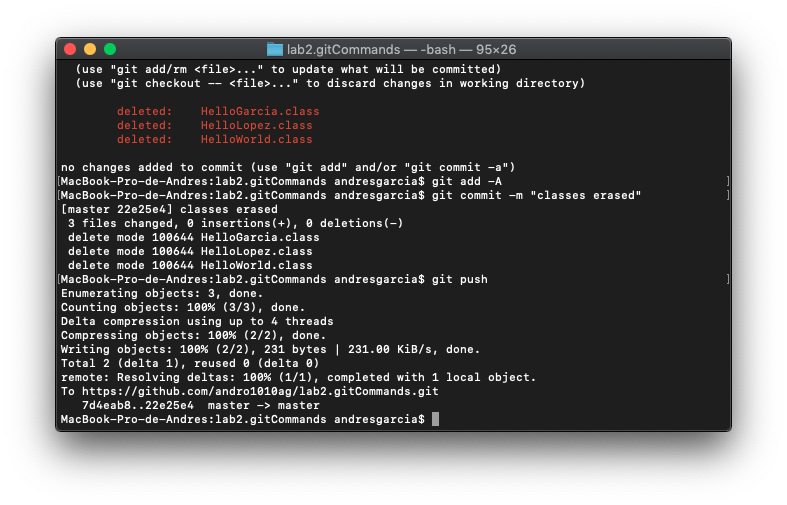 lab2.gitCommands — -bash — 95×26
(use "git add/rm <file>..." to update what will be committed)
(use "git checkout -- <file>..." to discard changes in working directory)
deleted:    HelloGarcia.class
deleted:    HelloLopez.class
deleted:    HelloWorld.class
no changes added to commit (use "git add" and/or "git commit -a")
[MacBook-Pro-de-Andres:lab2.gitCommands andresgarcia$ git add -A ]
[MacBook-Pro-de-Andres:lab2.gitCommands andresgarcia$ git commit -m "classes erased" ]
[master 22e25e4] classes erased
3 files changed, 0 insertions(+), 0 deletions(-)
delete mode 100644 HelloGarcia.class
delete mode 100644 HelloLopez.class
delete mode 100644 HelloWorld.class
[MacBook-Pro-de-Andres:lab2.gitCommands andresgarcia$ git push ]
Enumerating objects: 3, done.
Counting objects: 100% (3/3), done.
Delta compression using up to 4 threads
Compressing objects: 100% (2/2), done.
Writing objects: 100% (2/2), 231 bytes | 231.00 KiB/s, done.
Total 2 (delta 1), reused 0 (delta 0)
remote: Resolving deltas: 100% (1/1), completed with 1 local object.
To https://github.com/andro1010ag/lab2.gitCommands.git
7d4eab8..22e25e4  master -> master
MacBook-Pro-de-Andres:lab2.gitCommands andresgarcia$